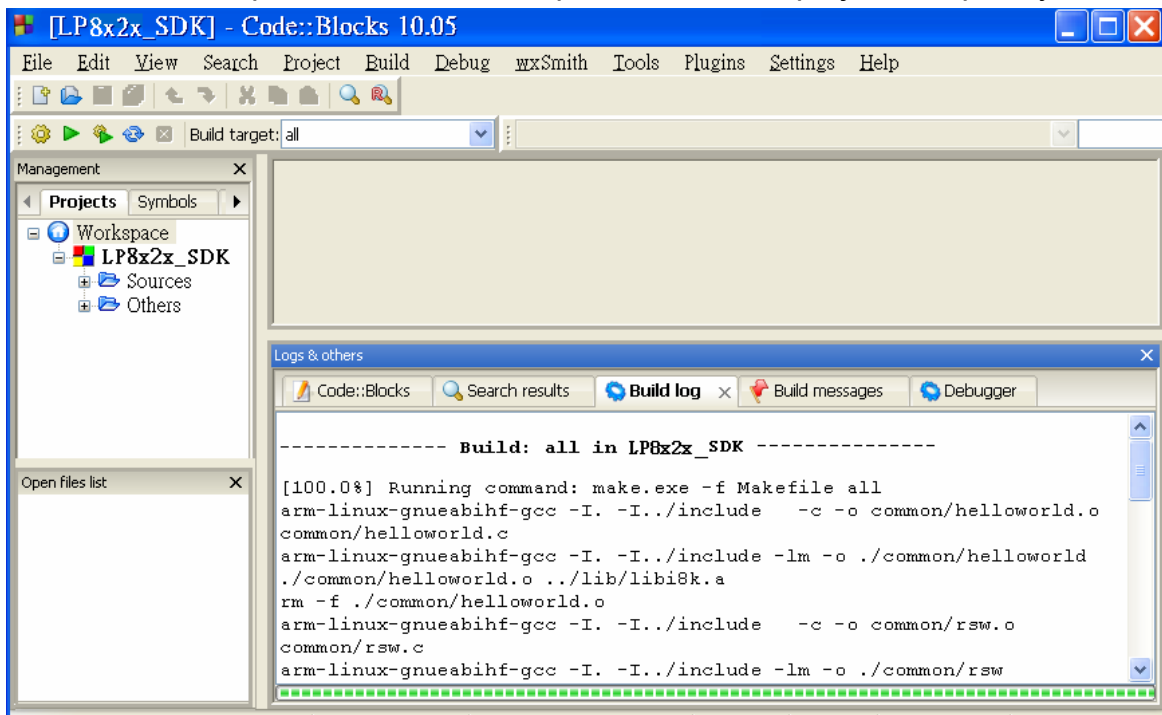 [LP8x2x_SDK] - Code::Blocks 10.05
File Edit View Search Project Build Debug wxSmith Tools Plugins Settings Help
Build target: all
Management
Projects Symbols
Workspace
LP8x2x_SDK
Sources
Others
Logs & others
Code::Blocks Search results Build log Build messages Debugger
-------------- Build: all in LP8x2x_SDK ---------------
[100.0%] Running command: make.exe -f Makefile all
arm-linux-gnueabihf-gcc -I. -I../include   -c -o common/helloworld.o
common/helloworld.c
arm-linux-gnueabihf-gcc -I. -I../include -lm -o ./common/helloworld
./common/helloworld.o ../lib/libi8k.a
rm -f ./common/helloworld.o
arm-linux-gnueabihf-gcc -I. -I../include   -c -o common/rsw.o
common/rsw.c
arm-linux-gnueabihf-gcc -I. -I../include -lm -o ./common/rsw
Open files list